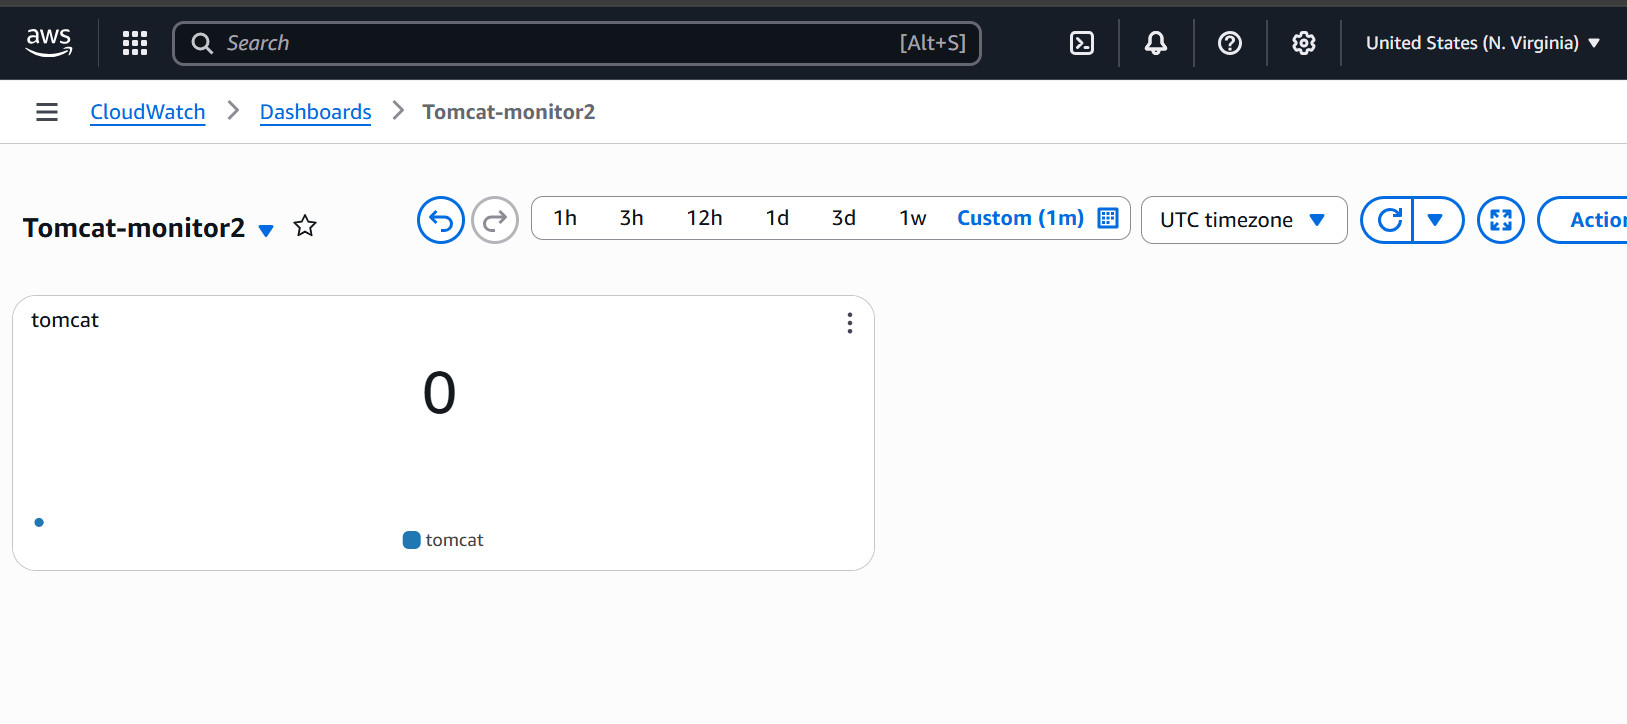 aws Search [Alt+S] United States (N. Virginia)
CloudWatch Dashboards Tomcat-monitor2
Tomcat-monitor2 1h 3h 12h 1d 3d 1w Custom (1m) UTC timezone Actio
tomcat
0
tomcat